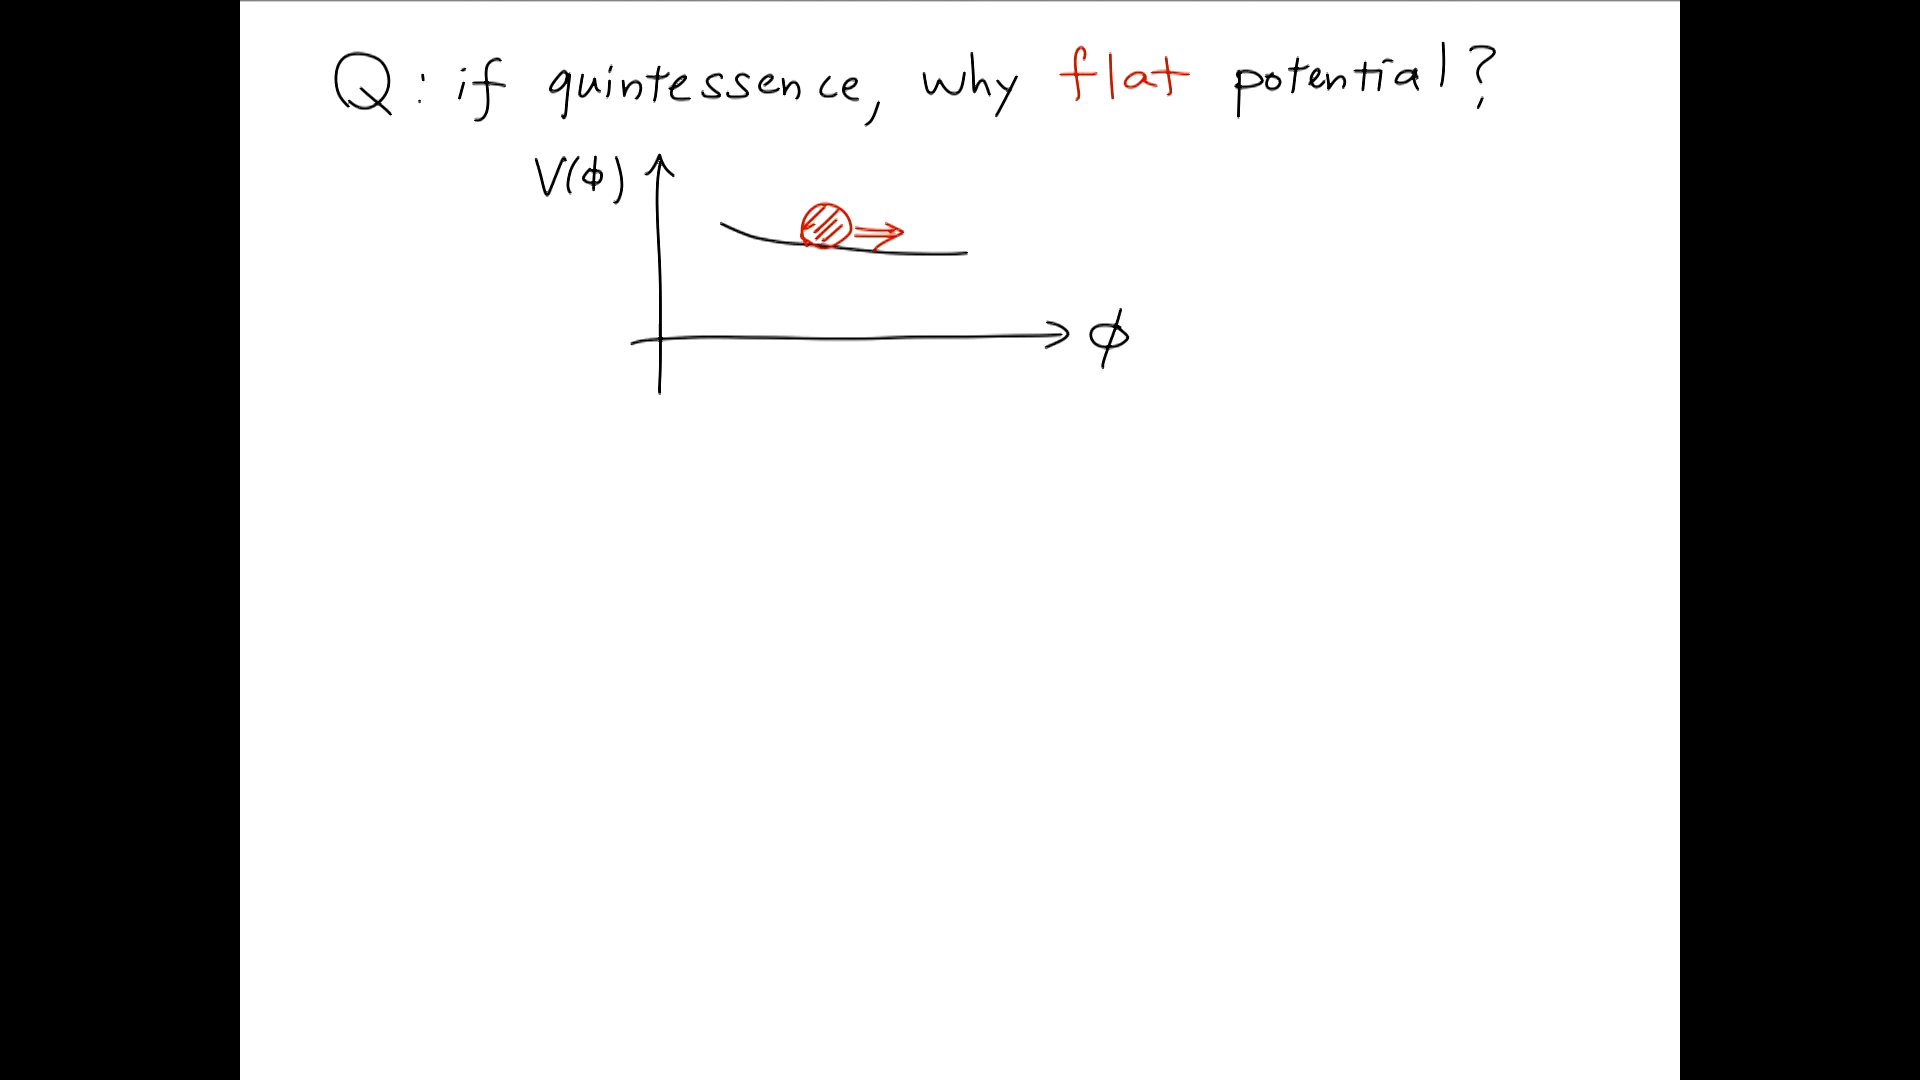 Q: if quintessence, why flat potential?
V(ϕ)
ϕ